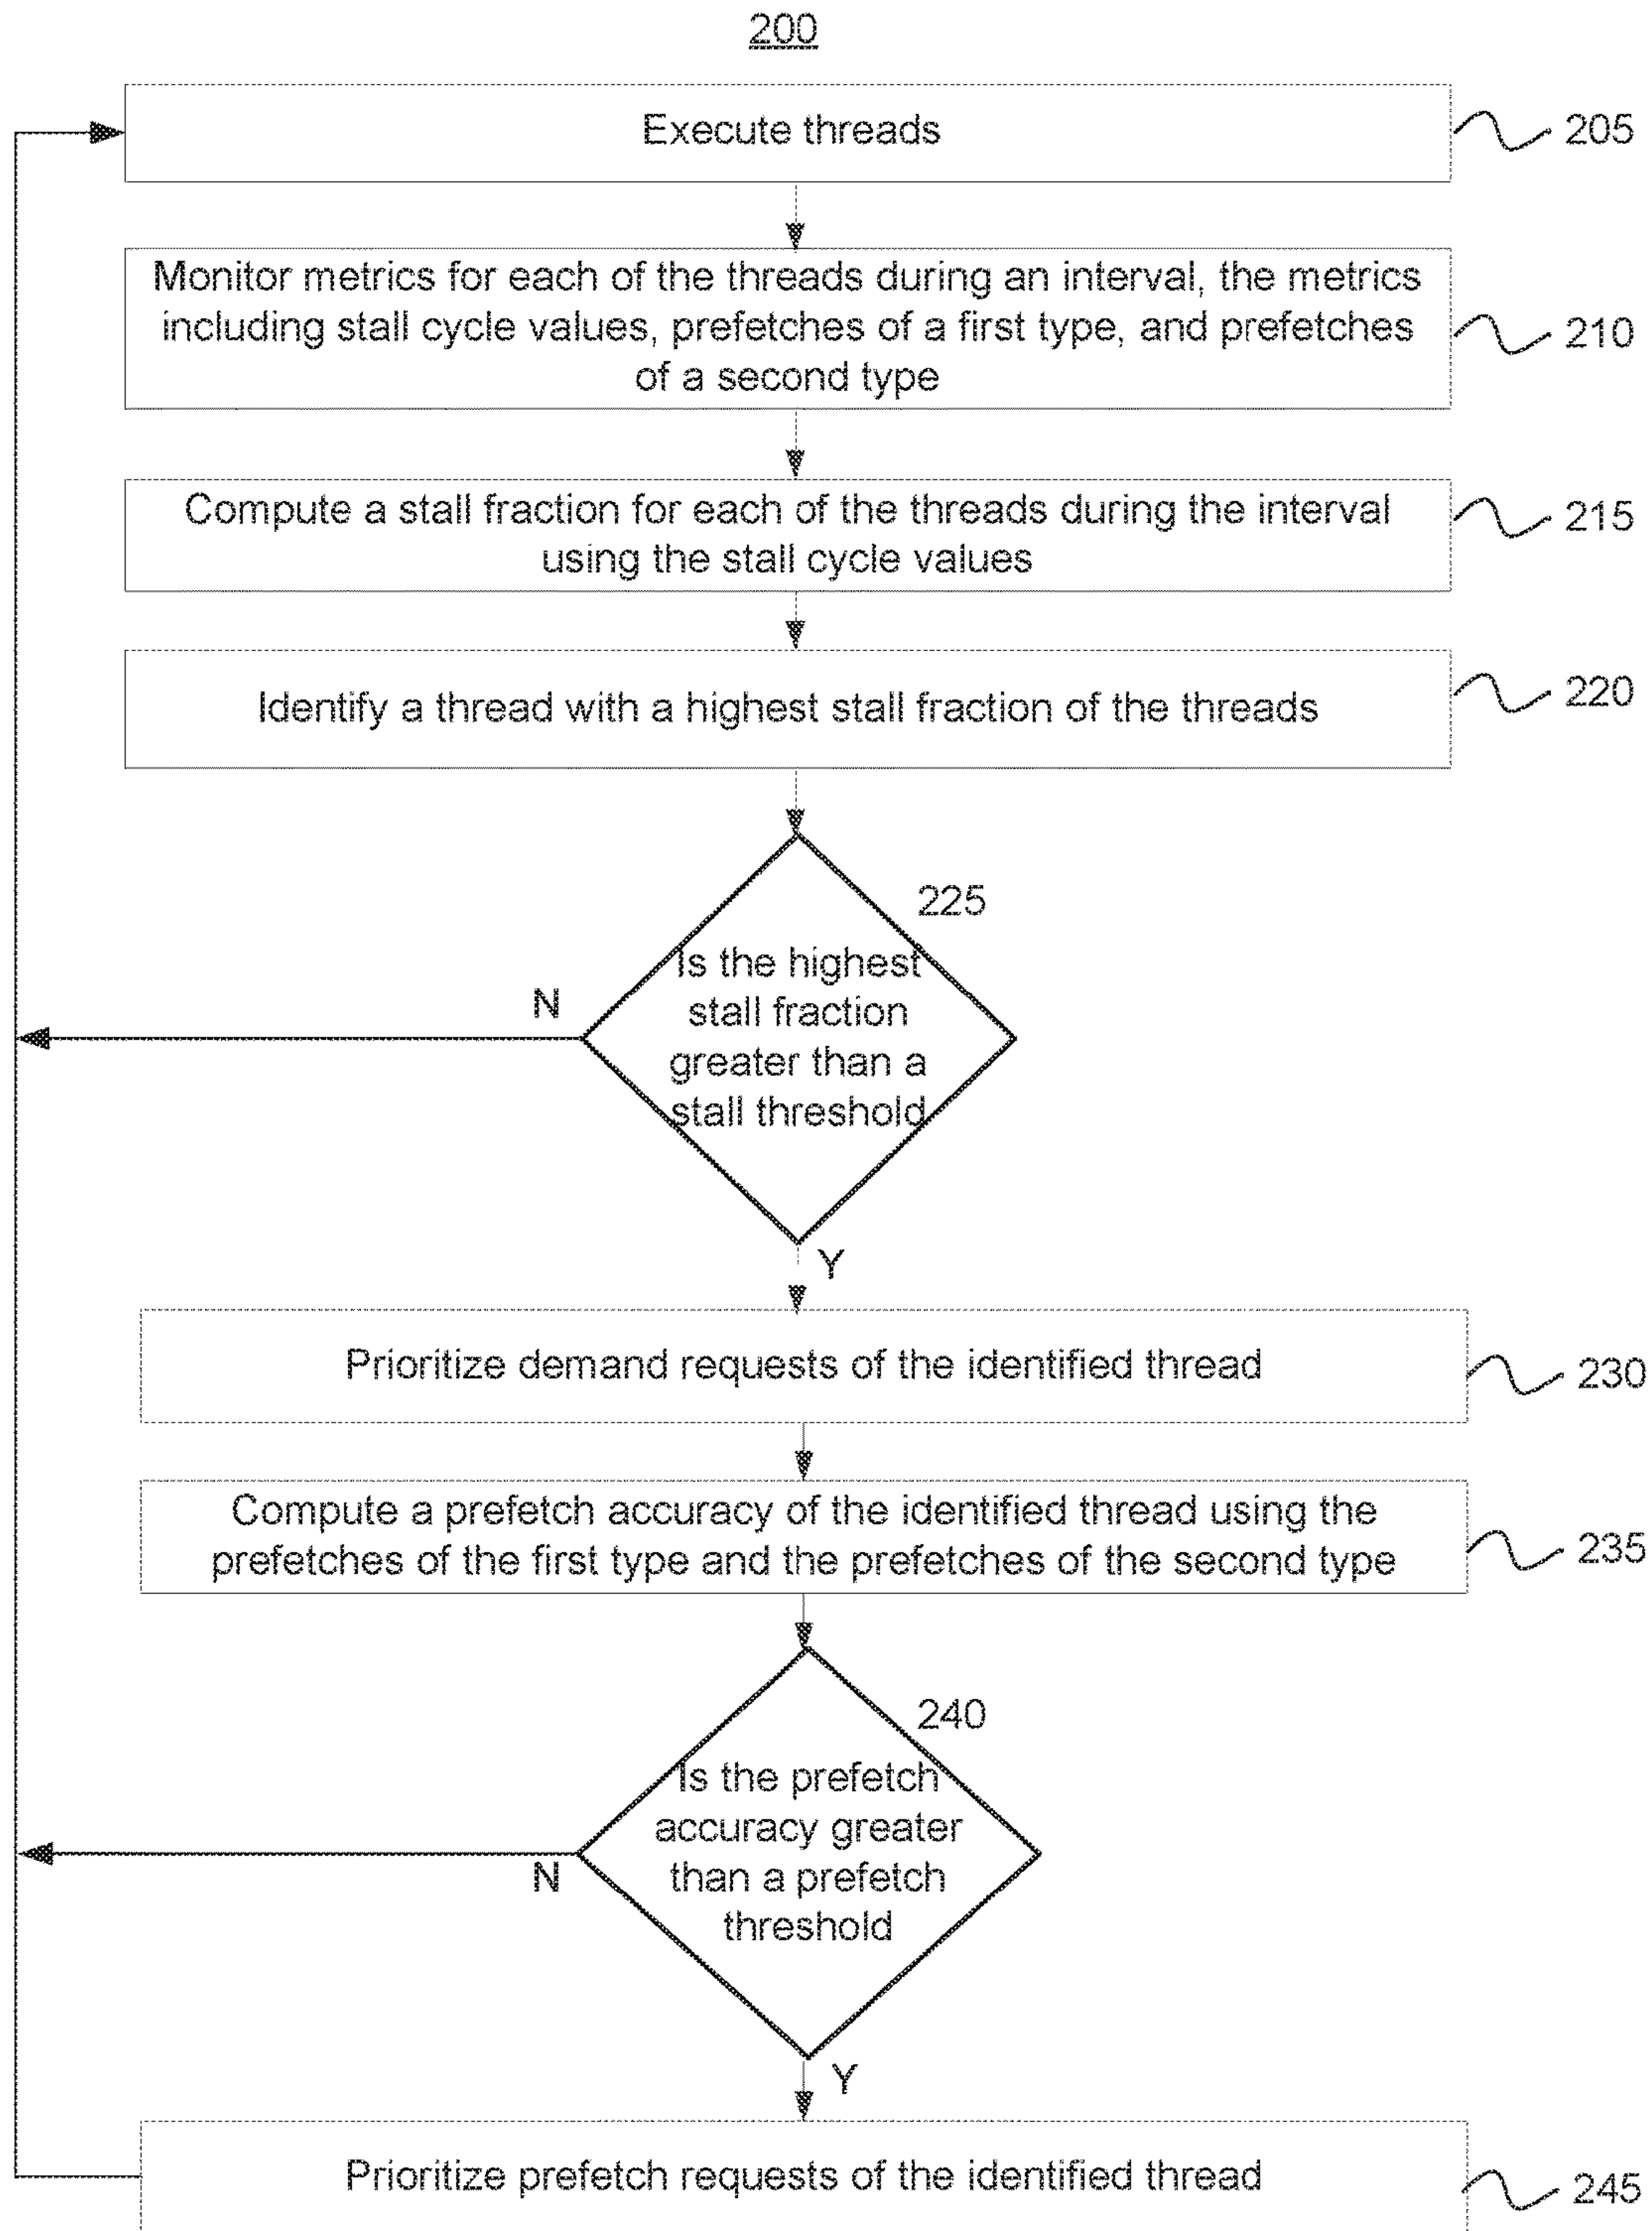 200
Execute threads
205
Monitor metrics for each of the threads during an interval, the metrics
including stall cycle values, prefetches of a first type, and prefetches
of a second type
210
Compute a stall fraction for each of the threads during the interval
using the stall cycle values
215
Identify a thread with a highest stall fraction of the threads
220
225
Is the highest
stall fraction
greater than a
stall threshold
N
Y
Prioritize demand requests of the identified thread
230
Compute a prefetch accuracy of the identified thread using the
prefetches of the first type and the prefetches of the second type
235
240
Is the prefetch
accuracy greater
than a prefetch
threshold
N
Y
Prioritize prefetch requests of the identified thread
245